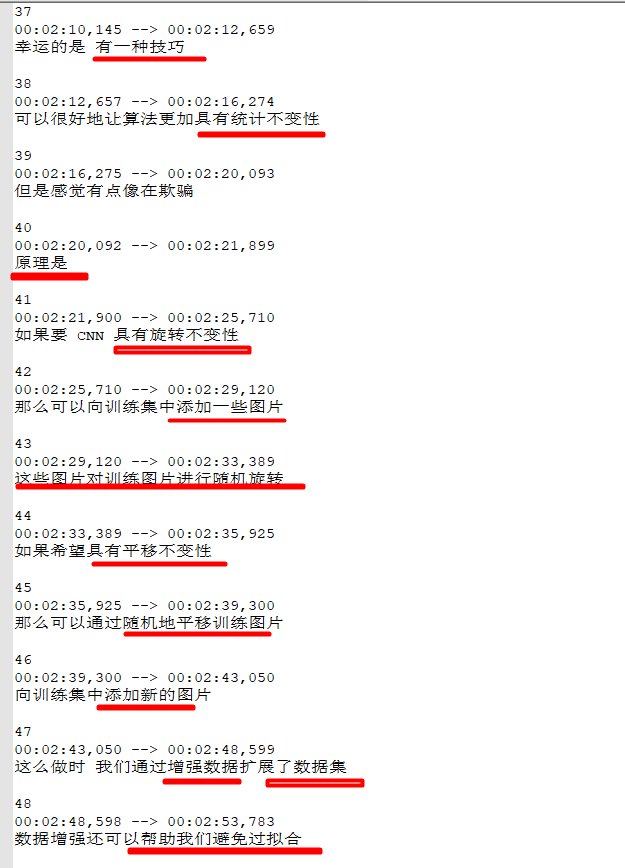 37
00:02:10,145 --> 00:02:12,659
幸运的是 有一种技巧
38
00:02:12,657 --> 00:02:16,274
可以很好地让算法更加具有统计不变性
39
00:02:16,275 --> 00:02:20,093
但是感觉有点像在欺骗
40
00:02:20,092 --> 00:02:21,899
原理是
41
00:02:21,900 --> 00:02:25,710
如果要 CNN 具有旋转不变性
42
00:02:25,710 --> 00:02:29,120
那么可以向训练集中添加一些图片
43
00:02:29,120 --> 00:02:33,389
这些图片对训练图片进行随机旋转
44
00:02:33,389 --> 00:02:35,925
如果希望具有平移不变性
45
00:02:35,925 --> 00:02:39,300
那么可以通过随机地平移训练图片
46
00:02:39,300 --> 00:02:43,050
向训练集中添加新的图片
47
00:02:43,050 --> 00:02:48,599
这么做时 我们通过增强数据扩展了数据集
48
00:02:48,598 --> 00:02:53,783
数据增强还可以帮助我们避免过拟合